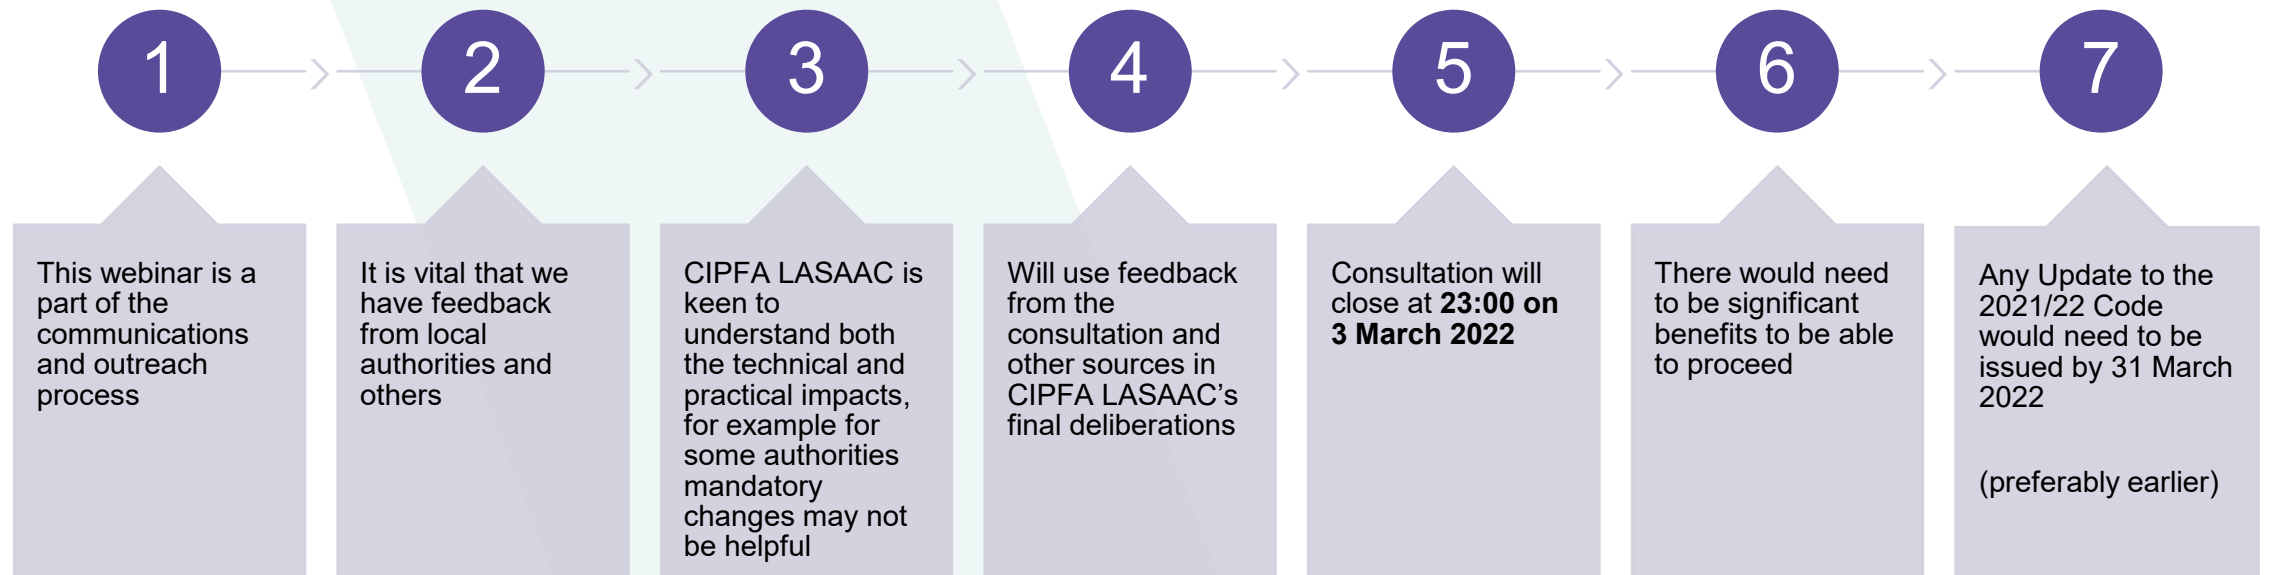 1
2
3
4
5
6
7
This webinar is a
part of the
communications
and outreach
process
It is vital that we
have feedback
from local
authorities and
others
CIPFA LASAAC is
keen to
understand both
the technical and
practical impacts,
for example for
some authorities
mandatory
changes may not
be helpful
Will use feedback
from the
consultation and
other sources in
CIPFA LASAAC’s
final deliberations
Consultation will
close at 23:00 on
3 March 2022
There would need
to be significant
benefits to be able
to proceed
Any Update to the
2021/22 Code
would need to be
issued by 31 March
2022
(preferably earlier)